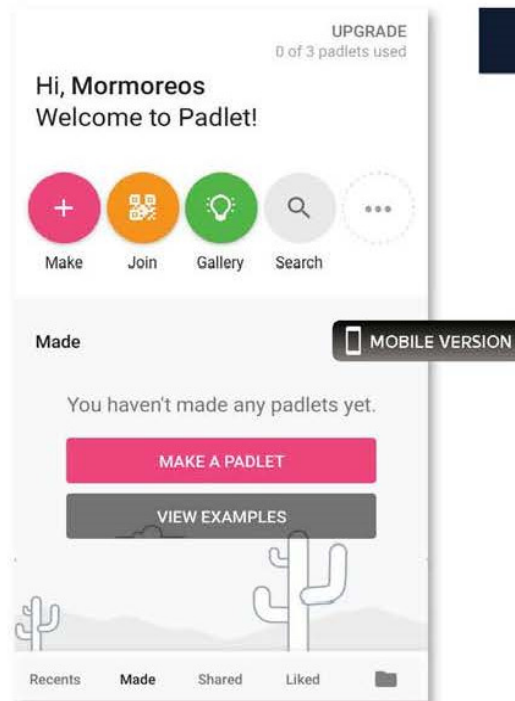 UPGRADE
0 of 3 padlets used
Hi, Mormoreos
Welcome to Padlet!
Make Join Gallery Search
Made
MOBILE VERSION
You haven't made any padlets yet.
MAKE A PADLET
VIEW EXAMPLES
Recents Made Shared Liked